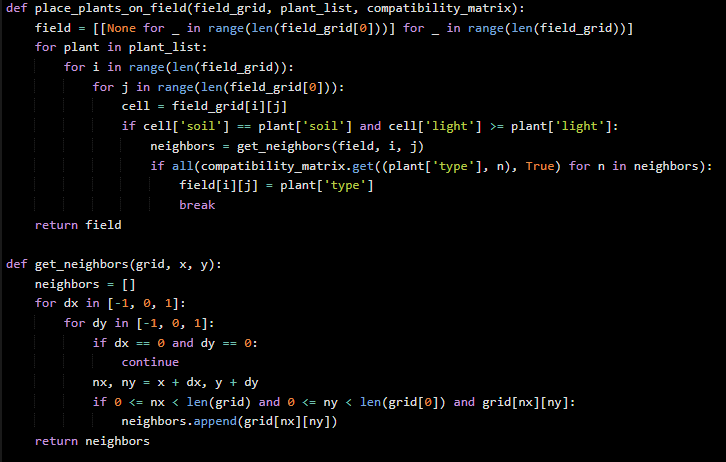 def place_plants_on_field(field_grid, plant_list, compatibility_matrix):
    field = [[None for _ in range(len(field_grid[0]))] for _ in range(len(field_grid))]
    for plant in plant_list:
        for i in range(len(field_grid)):
            for j in range(len(field_grid[0])):
                cell = field_grid[i][j]
                if cell['soil'] == plant['soil'] and cell['light'] >= plant['light']:
                    neighbors = get_neighbors(field, i, j)
                    if all(compatibility_matrix.get((plant['type'], n), True) for n in neighbors):
                        field[i][j] = plant['type']
                        break
    return field

def get_neighbors(grid, x, y):
    neighbors = []
    for dx in [-1, 0, 1]:
        for dy in [-1, 0, 1]:
            if dx == 0 and dy == 0:
                continue
            nx, ny = x + dx, y + dy
            if 0 <= nx < len(grid) and 0 <= ny < len(grid[0]) and grid[nx][ny]:
                neighbors.append(grid[nx][ny])
    return neighbors